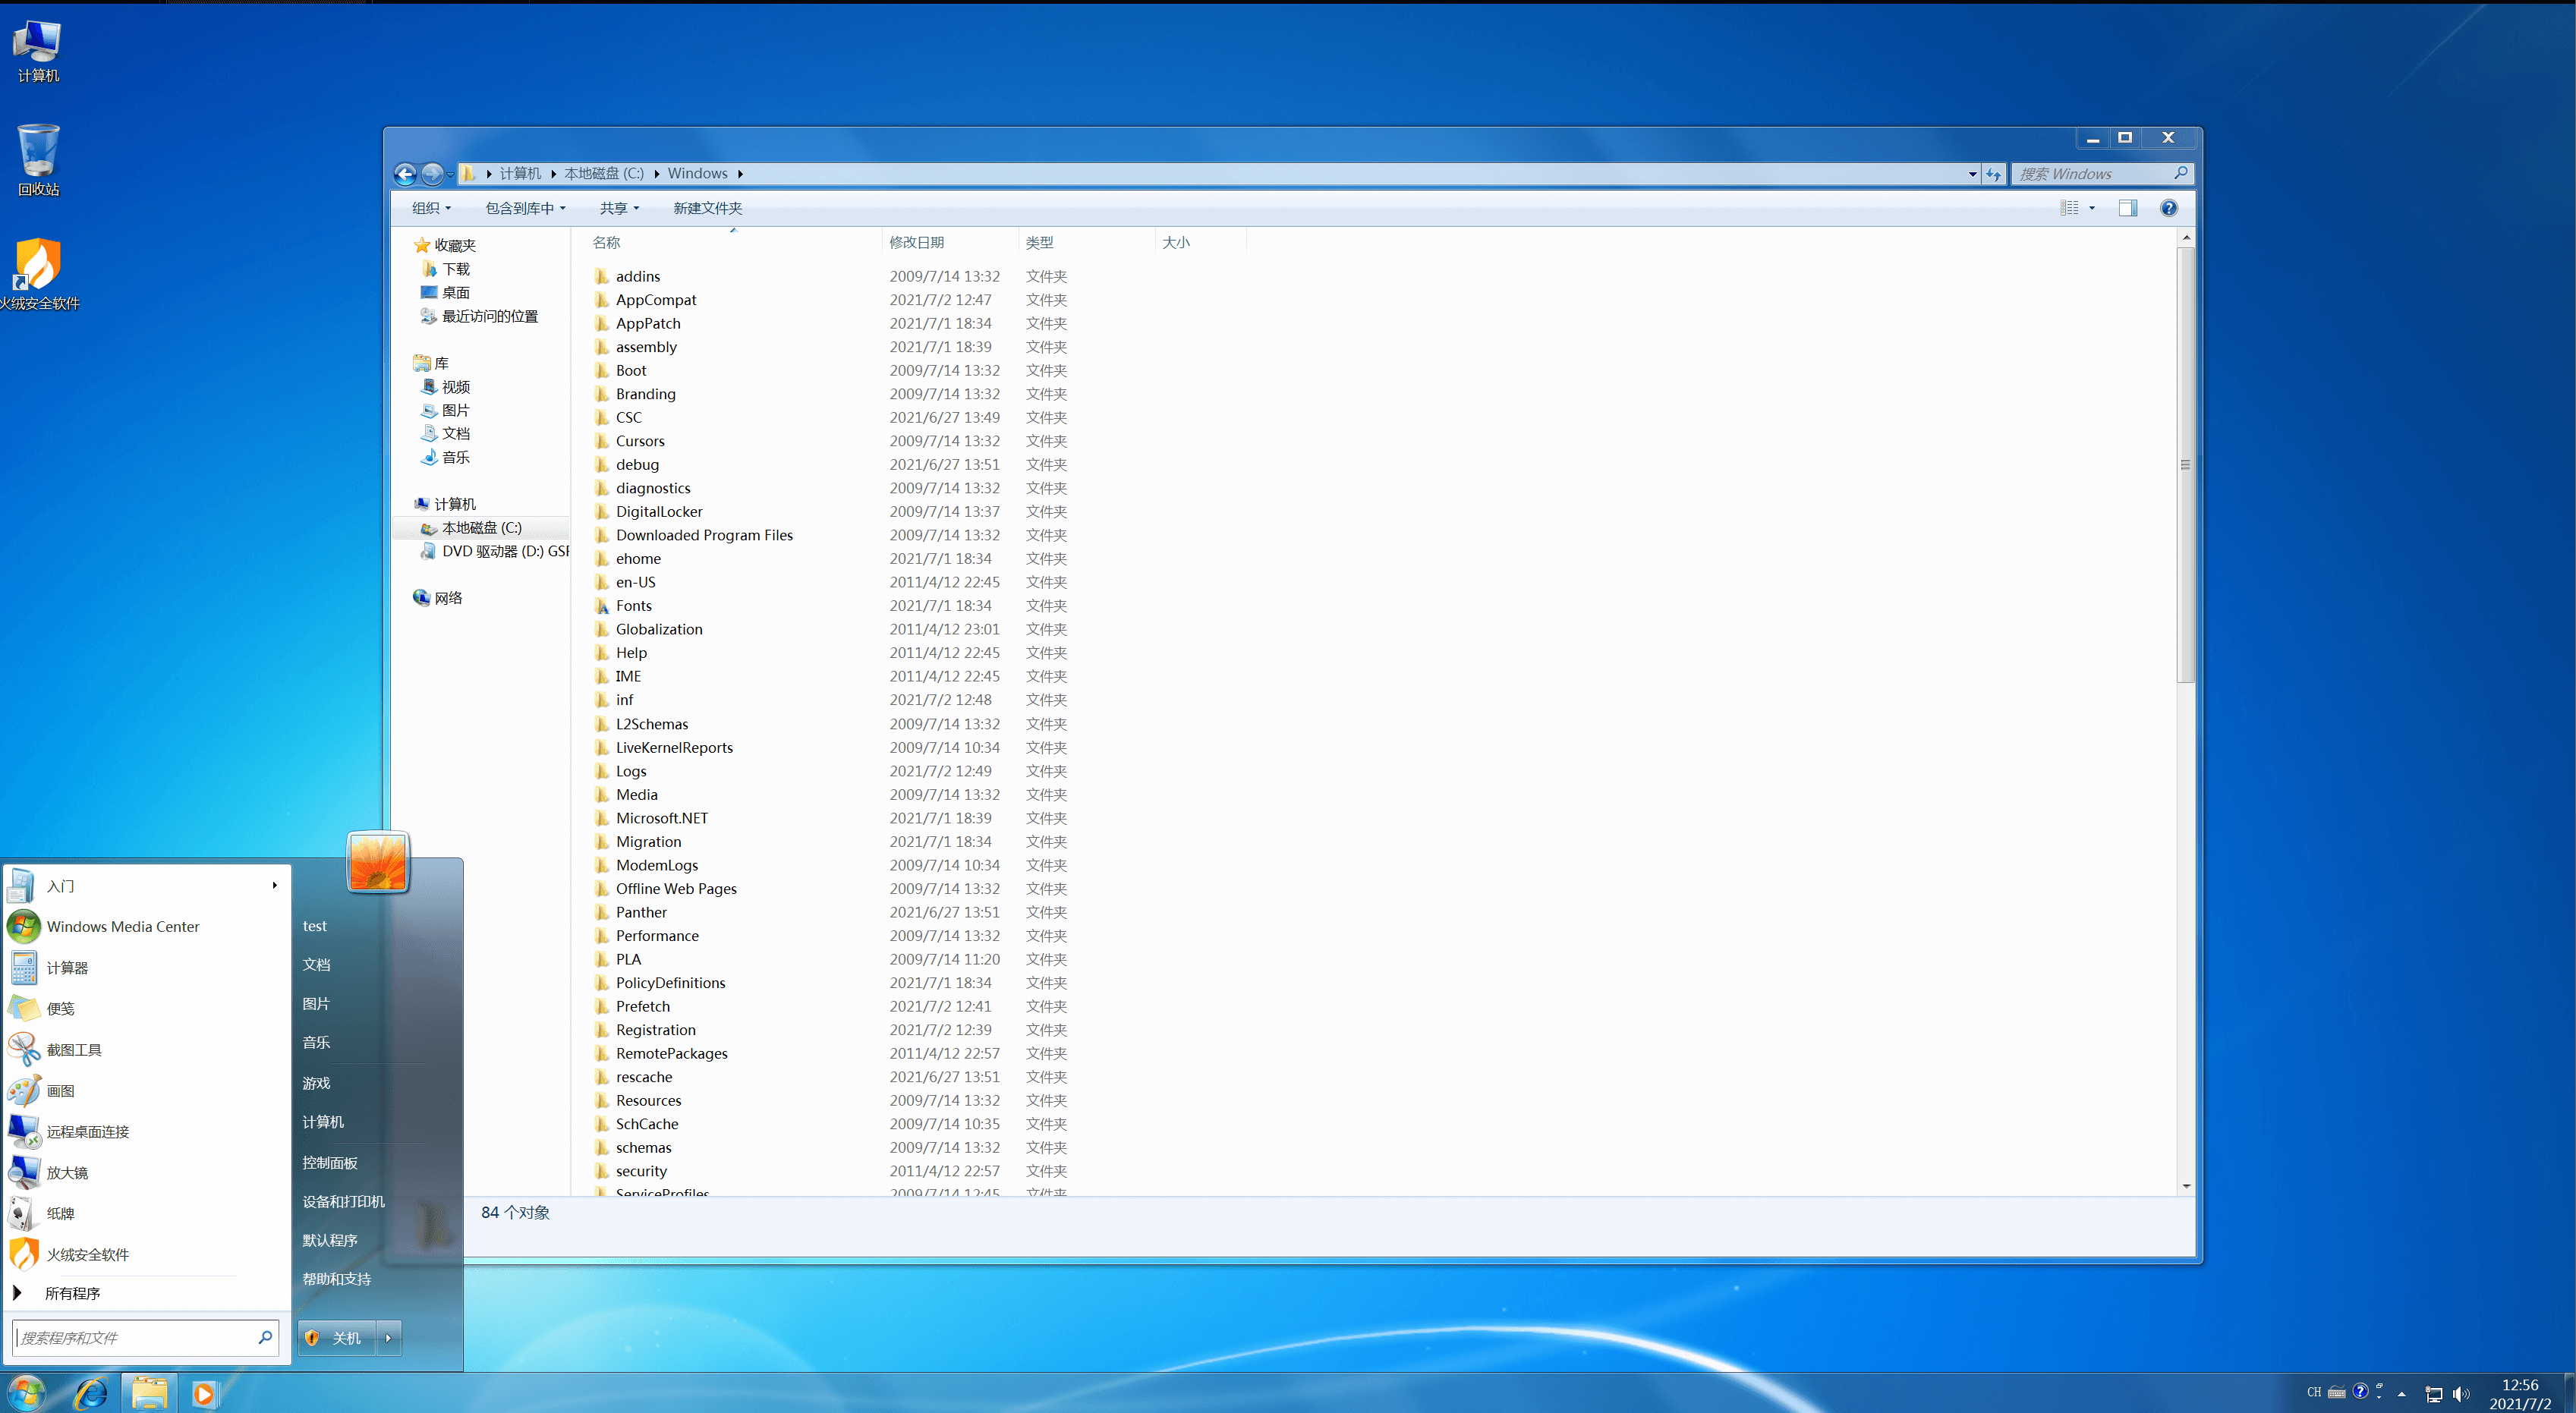 计算机
回收站
火绒安全软件
计算机 本地磁盘 (C:) Windows
搜索 Windows
组织 包含到库中 共享 新建文件夹
收藏夹
下载
桌面
最近访问的位置
库
视频
图片
文档
音乐
计算机
本地磁盘 (C:)
DVD 驱动器 (D:) GSP
网络
名称 修改日期 类型 大小
addins 2009/7/14 13:32 文件夹
AppCompat 2021/7/2 12:47 文件夹
AppPatch 2021/7/1 18:34 文件夹
assembly 2021/7/1 18:39 文件夹
Boot 2009/7/14 13:32 文件夹
Branding 2009/7/14 13:32 文件夹
CSC 2021/6/27 13:49 文件夹
Cursors 2009/7/14 13:32 文件夹
debug 2021/6/27 13:51 文件夹
diagnostics 2009/7/14 13:32 文件夹
DigitalLocker 2009/7/14 13:37 文件夹
Downloaded Program Files 2009/7/14 13:32 文件夹
ehome 2021/7/1 18:34 文件夹
en-US 2011/4/12 22:45 文件夹
Fonts 2021/7/1 18:34 文件夹
Globalization 2011/4/12 23:01 文件夹
Help 2011/4/12 22:45 文件夹
IME 2011/4/12 22:45 文件夹
inf 2021/7/2 12:48 文件夹
L2Schemas 2009/7/14 13:32 文件夹
LiveKernelReports 2009/7/14 10:34 文件夹
Logs 2021/7/2 12:49 文件夹
Media 2009/7/14 13:32 文件夹
Microsoft.NET 2021/7/1 18:39 文件夹
Migration 2021/7/1 18:34 文件夹
ModemLogs 2009/7/14 10:34 文件夹
Offline Web Pages 2009/7/14 13:32 文件夹
Panther 2021/6/27 13:51 文件夹
Performance 2009/7/14 13:32 文件夹
PLA 2009/7/14 11:20 文件夹
PolicyDefinitions 2021/7/1 18:34 文件夹
Prefetch 2021/7/2 12:41 文件夹
Registration 2021/7/2 12:39 文件夹
RemotePackages 2011/4/12 22:57 文件夹
rescache 2021/6/27 13:51 文件夹
Resources 2009/7/14 13:32 文件夹
SchCache 2009/7/14 10:35 文件夹
schemas 2009/7/14 13:32 文件夹
security 2011/4/12 22:57 文件夹
ServiceProfiles 2009/7/14 12:45 文件夹
84 个对象
入门
Windows Media Center
计算器
便笺
截图工具
画图
远程桌面连接
放大镜
纸牌
火绒安全软件
所有程序
搜索程序和文件
test
文档
图片
音乐
游戏
计算机
控制面板
设备和打印机
默认程序
帮助和支持
关机
CH
12:56
2021/7/2